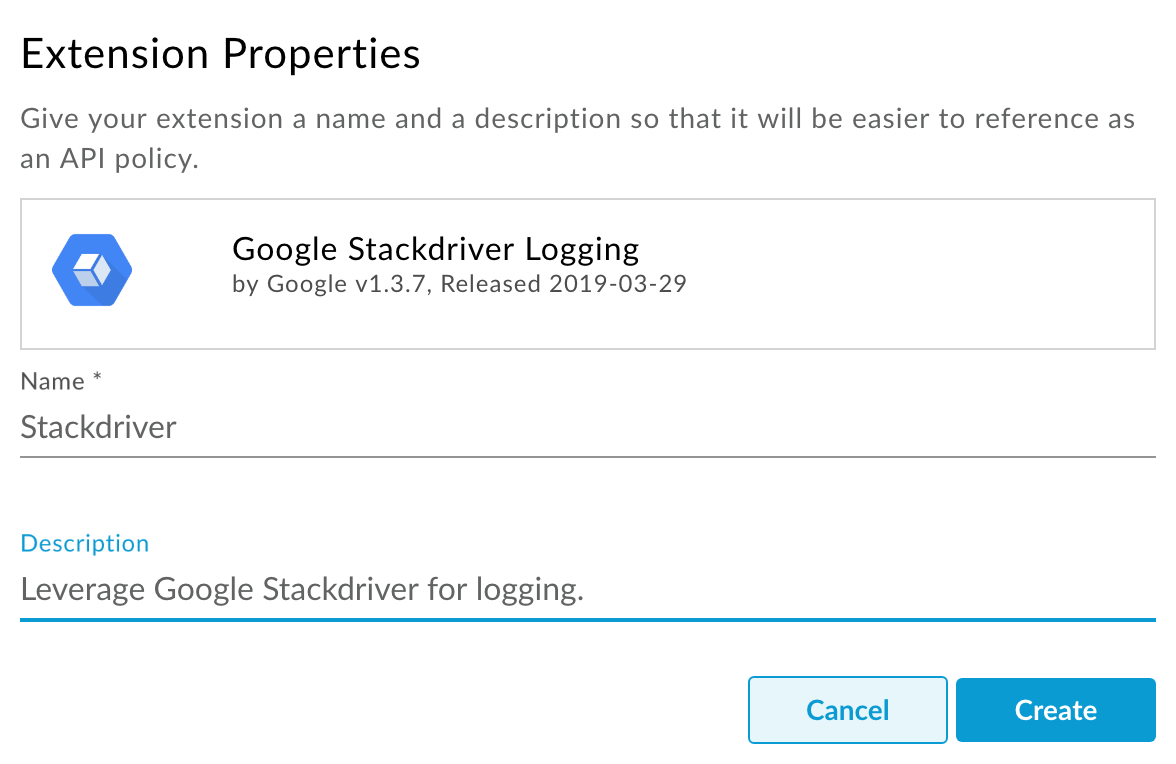 Extension Properties
Give your extension a name and a description so that it will be easier to reference as
an API policy.
Google Stackdriver Logging
by Google v1.3.7, Released 2019-03-29
Name *
Stackdriver
Description
Leverage Google Stackdriver for logging.
Cancel
Create